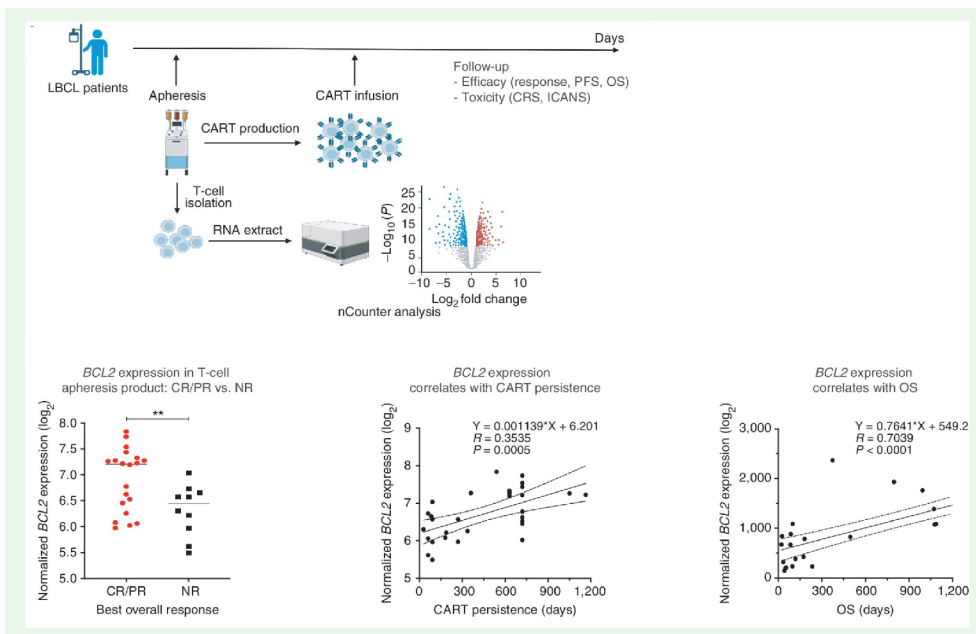 Days
LBCL patients
Apheresis
CART infusion
Follow-up
- Efficacy (response, PFS, OS)
- Toxicity (CRS, ICANS)
CART production
T-cell
isolation
RNA extract
−Log10(P)
25
20
15
10
5
0
−10 −5 0 5 10
Log2 fold change
nCounter analysis
BCL2 expression in T-cell
apheresis product: CR/PR vs. NR
Normalized BCL2 expression (log2)
**
8.0
7.5
7.0
6.5
6.0
5.5
5.0
CR/PR NR
Best overall response
BCL2 expression
correlates with CART persistence
Normalized BCL2 expression (log2)
Y = 0.001139*X + 6.201
R = 0.3535
P = 0.0005
9
8
7
6
5
0 300 600 900 1,200
CART persistence (days)
BCL2 expression
correlates with OS
Normalized BCL2 expression (log2)
Y = 0.7641*X + 549.2
R = 0.7039
P < 0.0001
3,000
2,000
1,000
0
0 300 600 900 1,200
OS (days)